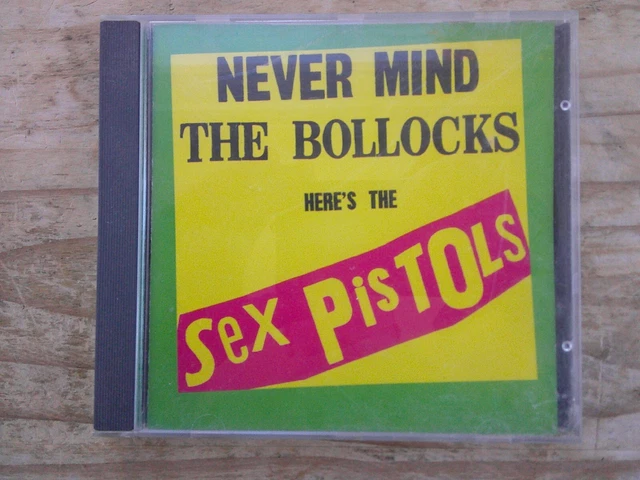 NEVER MIND
THE BOLLOCKS
HERE'S THE
SeX PiSTOLS